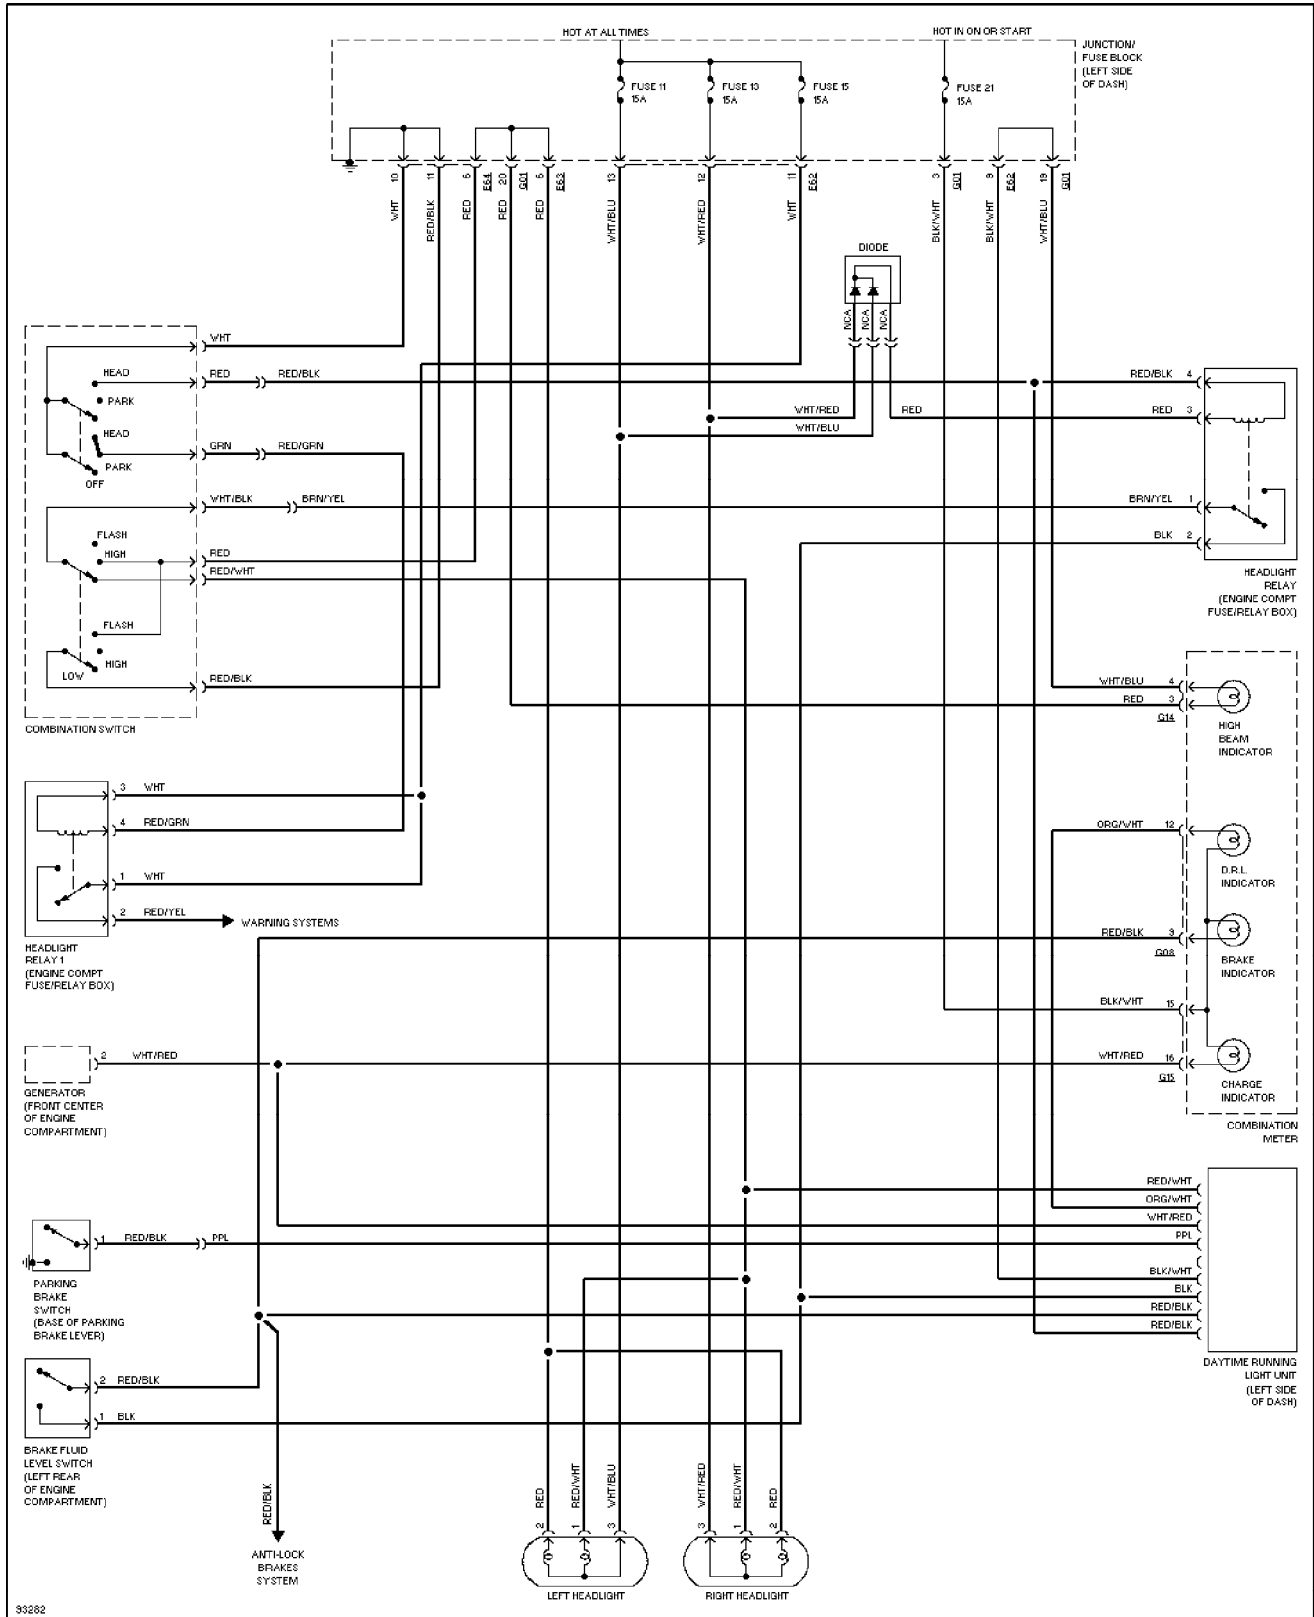 HOT AT ALL TIMES
HOT IN ON OR START
JUNCTION/
FUSE BLOCK
(LEFT SIDE
OF DASH)
FUSE 11
15A
FUSE 13
15A
FUSE 15
15A
FUSE 21
15A
10
11
6
E64
20
G01
6
E63
13
12
11
E62
3
G01
9
E62
19
G01
WHT
RED/BLK
RED
RED
RED
WHT/BLU
WHT/RED
WHT
BLK/WHT
BLK/WHT
WHT/BLU
DIODE
NCA
NCA
NCA
WHT
HEAD
RED
RED/BLK
PARK
HEAD
GRN
RED/GRN
PARK
OFF
WHT/BLK
BRN/YEL
FLASH
HIGH
RED
RED/WHT
FLASH
HIGH
LOW
RED/BLK
COMBINATION SWITCH
WHT/RED
RED
WHT/BLU
RED/BLK 4
RED 3
BRN/YEL 1
BLK 2
HEADLIGHT
RELAY
(ENGINE COMPT
FUSE/RELAY BOX)
WHT/BLU 4
RED 3
G14
HIGH
BEAM
INDICATOR
3 WHT
4 RED/GRN
1 WHT
2 RED/YEL
WARNING SYSTEMS
HEADLIGHT
RELAY 1
(ENGINE COMPT
FUSE/RELAY BOX)
ORG/WHT 12
D.R.L.
INDICATOR
RED/BLK 9
G08
BRAKE
INDICATOR
BLK/WHT 15
WHT/RED 16
G15
CHARGE
INDICATOR
COMBINATION
METER
2 WHT/RED
GENERATOR
(FRONT CENTER
OF ENGINE
COMPARTMENT)
RED/WHT
ORG/WHT
WHT/RED
PPL
BLK/WHT
BLK
RED/BLK
RED/BLK
DAYTIME RUNNING
LIGHT UNIT
(LEFT SIDE
OF DASH)
1 RED/BLK
PPL
PARKING
BRAKE
SWITCH
(BASE OF PARKING
BRAKE LEVER)
2 RED/BLK
1 BLK
BRAKE FLUID
LEVEL SWITCH
(LEFT REAR
OF ENGINE
COMPARTMENT)
RED/BLK
ANTI-LOCK
BRAKES
SYSTEM
RED
RED/WHT
WHT/BLU
WHT/RED
RED/WHT
RED
2
1
3
3
1
2
LEFT HEADLIGHT
RIGHT HEADLIGHT
93282